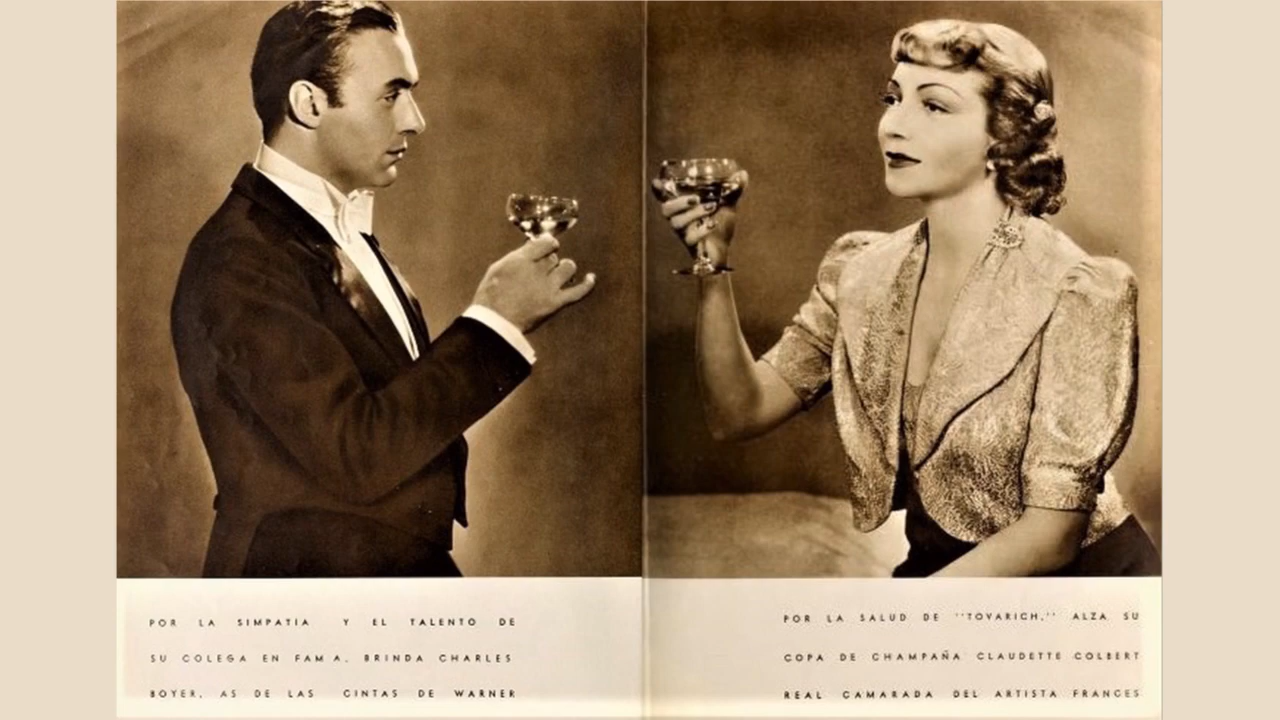 POR LA SIMPATIA Y EL TALENTO DE
SU COLEGA EN FAMA, BRINDA CHARLES
BOYER, AS DE LAS CINTAS DE WARNER
POR LA SALUD DE "TOVARICH," ALZA SU
COPA DE CHAMPAÑA CLAUDETTE COLBERT
REAL CAMARADA DEL ARTISTA FRANCES